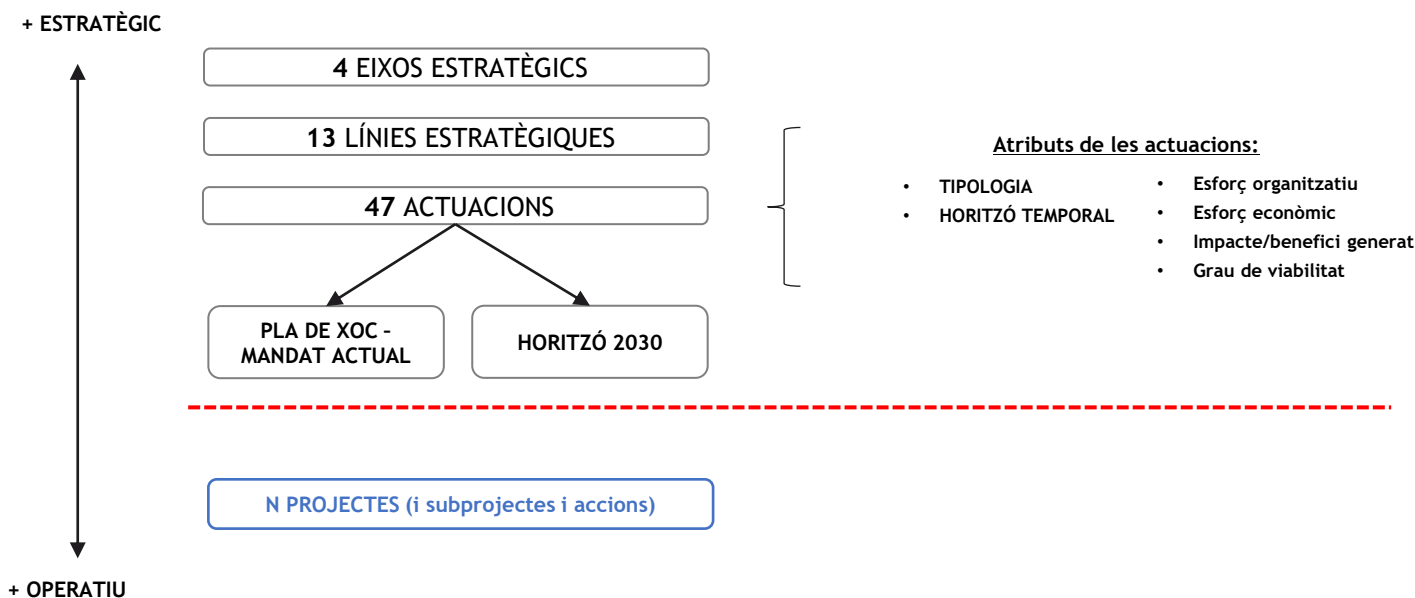 + ESTRATÈGIC
4 EIXOS ESTRATÈGICS
13 LÍNIES ESTRATÈGIQUES
47 ACTUACIONS
PLA DE XOC –
MANDAT ACTUAL
HORITZÓ 2030
Atributs de les actuacions:
• TIPOLOGIA
• HORITZÓ TEMPORAL
• Esforç organitzatiu
• Esforç econòmic
• Impacte/benefici generat
• Grau de viabilitat
N PROJECTES (i subprojectes i accions)
+ OPERATIU